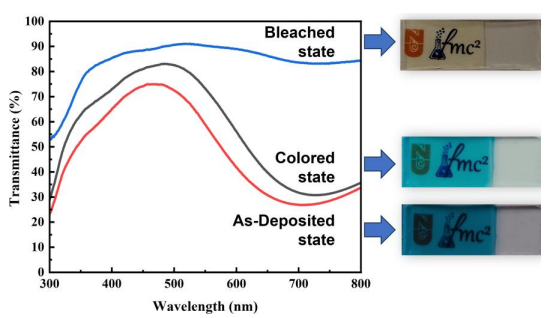 Bleached
state
Colored
state
As-Deposited
state
Transmittance (%)
100
90
80
70
60
50
40
30
20
10
0
300
400
500
600
700
800
Wavelength (nm)
fmc²
fmc²
fmc²